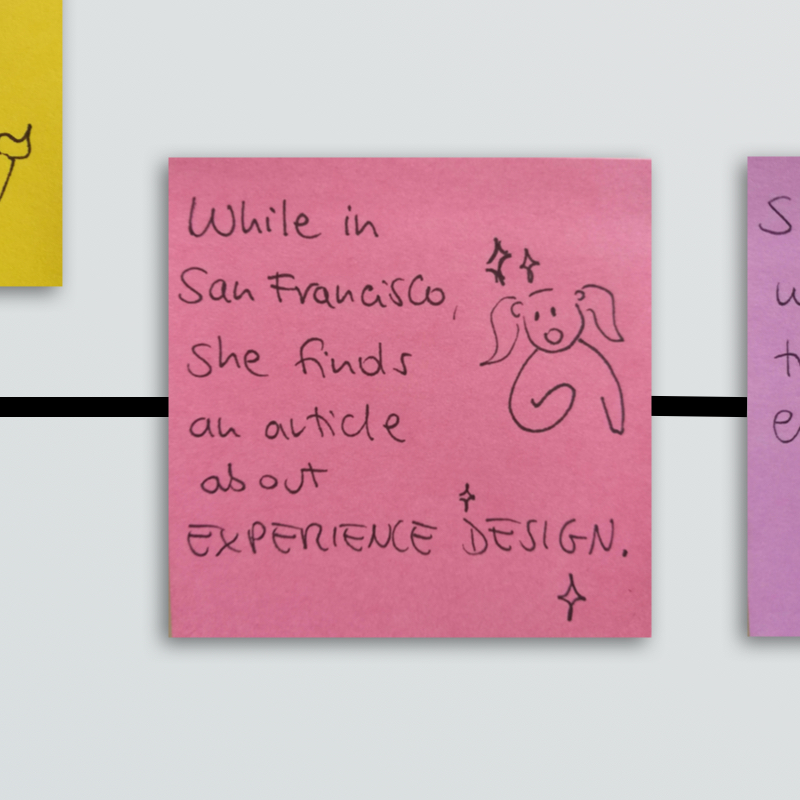 While in
San Francisco,
she finds
an article
about
EXPERIENCE DESIGN.